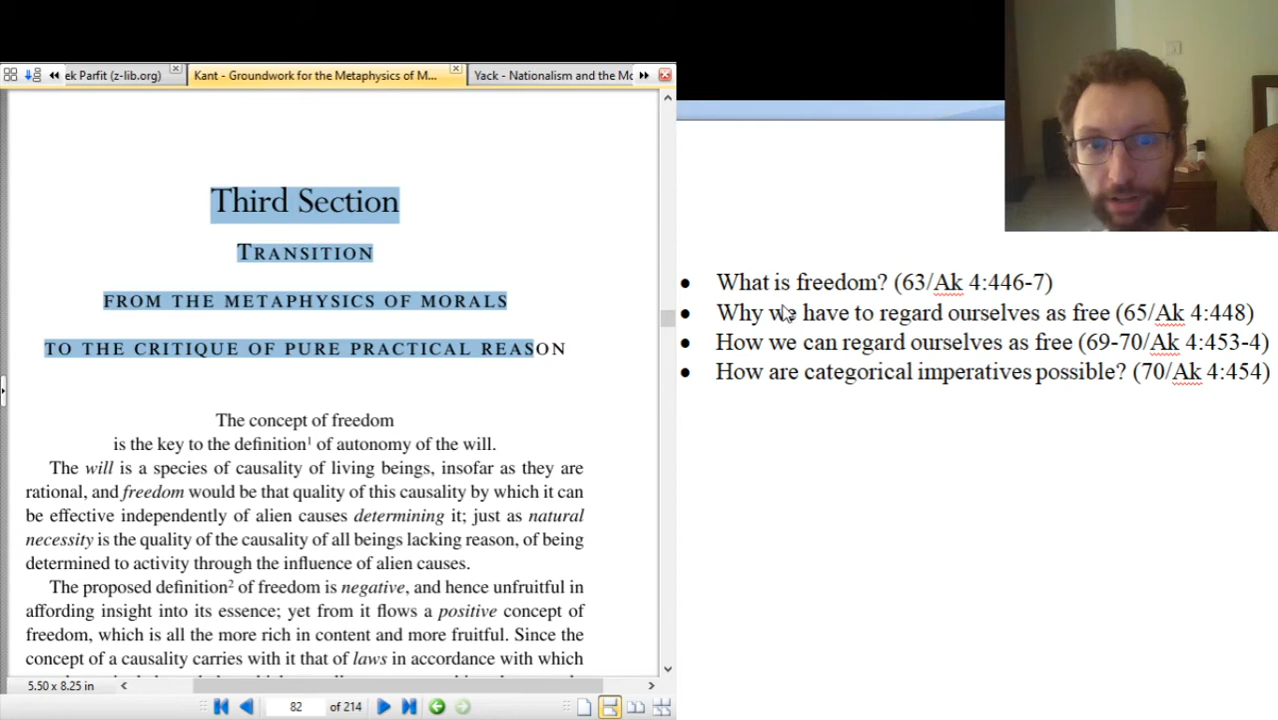 ek Parfit (z-lib.org)
Kant - Groundwork for the Metaphysics of M...
Yack - Nationalism and the Mo
Third Section
TRANSITION
FROM THE METAPHYSICS OF MORALS
TO THE CRITIQUE OF PURE PRACTICAL REASON
The concept of freedom
is the key to the definition¹ of autonomy of the will.
The will is a species of causality of living beings, insofar as they are
rational, and freedom would be that quality of this causality by which it can
be effective independently of alien causes determining it; just as natural
necessity is the quality of the causality of all beings lacking reason, of being
determined to activity through the influence of alien causes.
The proposed definition² of freedom is negative, and hence unfruitful in
affording insight into its essence; yet from it flows a positive concept of
freedom, which is all the more rich in content and more fruitful. Since the
concept of a causality carries with it that of laws in accordance with which
5.50 x 8.25 in
82 of 214
• What is freedom? (63/Ak 4:446-7)
• Why we have to regard ourselves as free (65/Ak 4:448)
• How we can regard ourselves as free (69-70/Ak 4:453-4)
• How are categorical imperatives possible? (70/Ak 4:454)